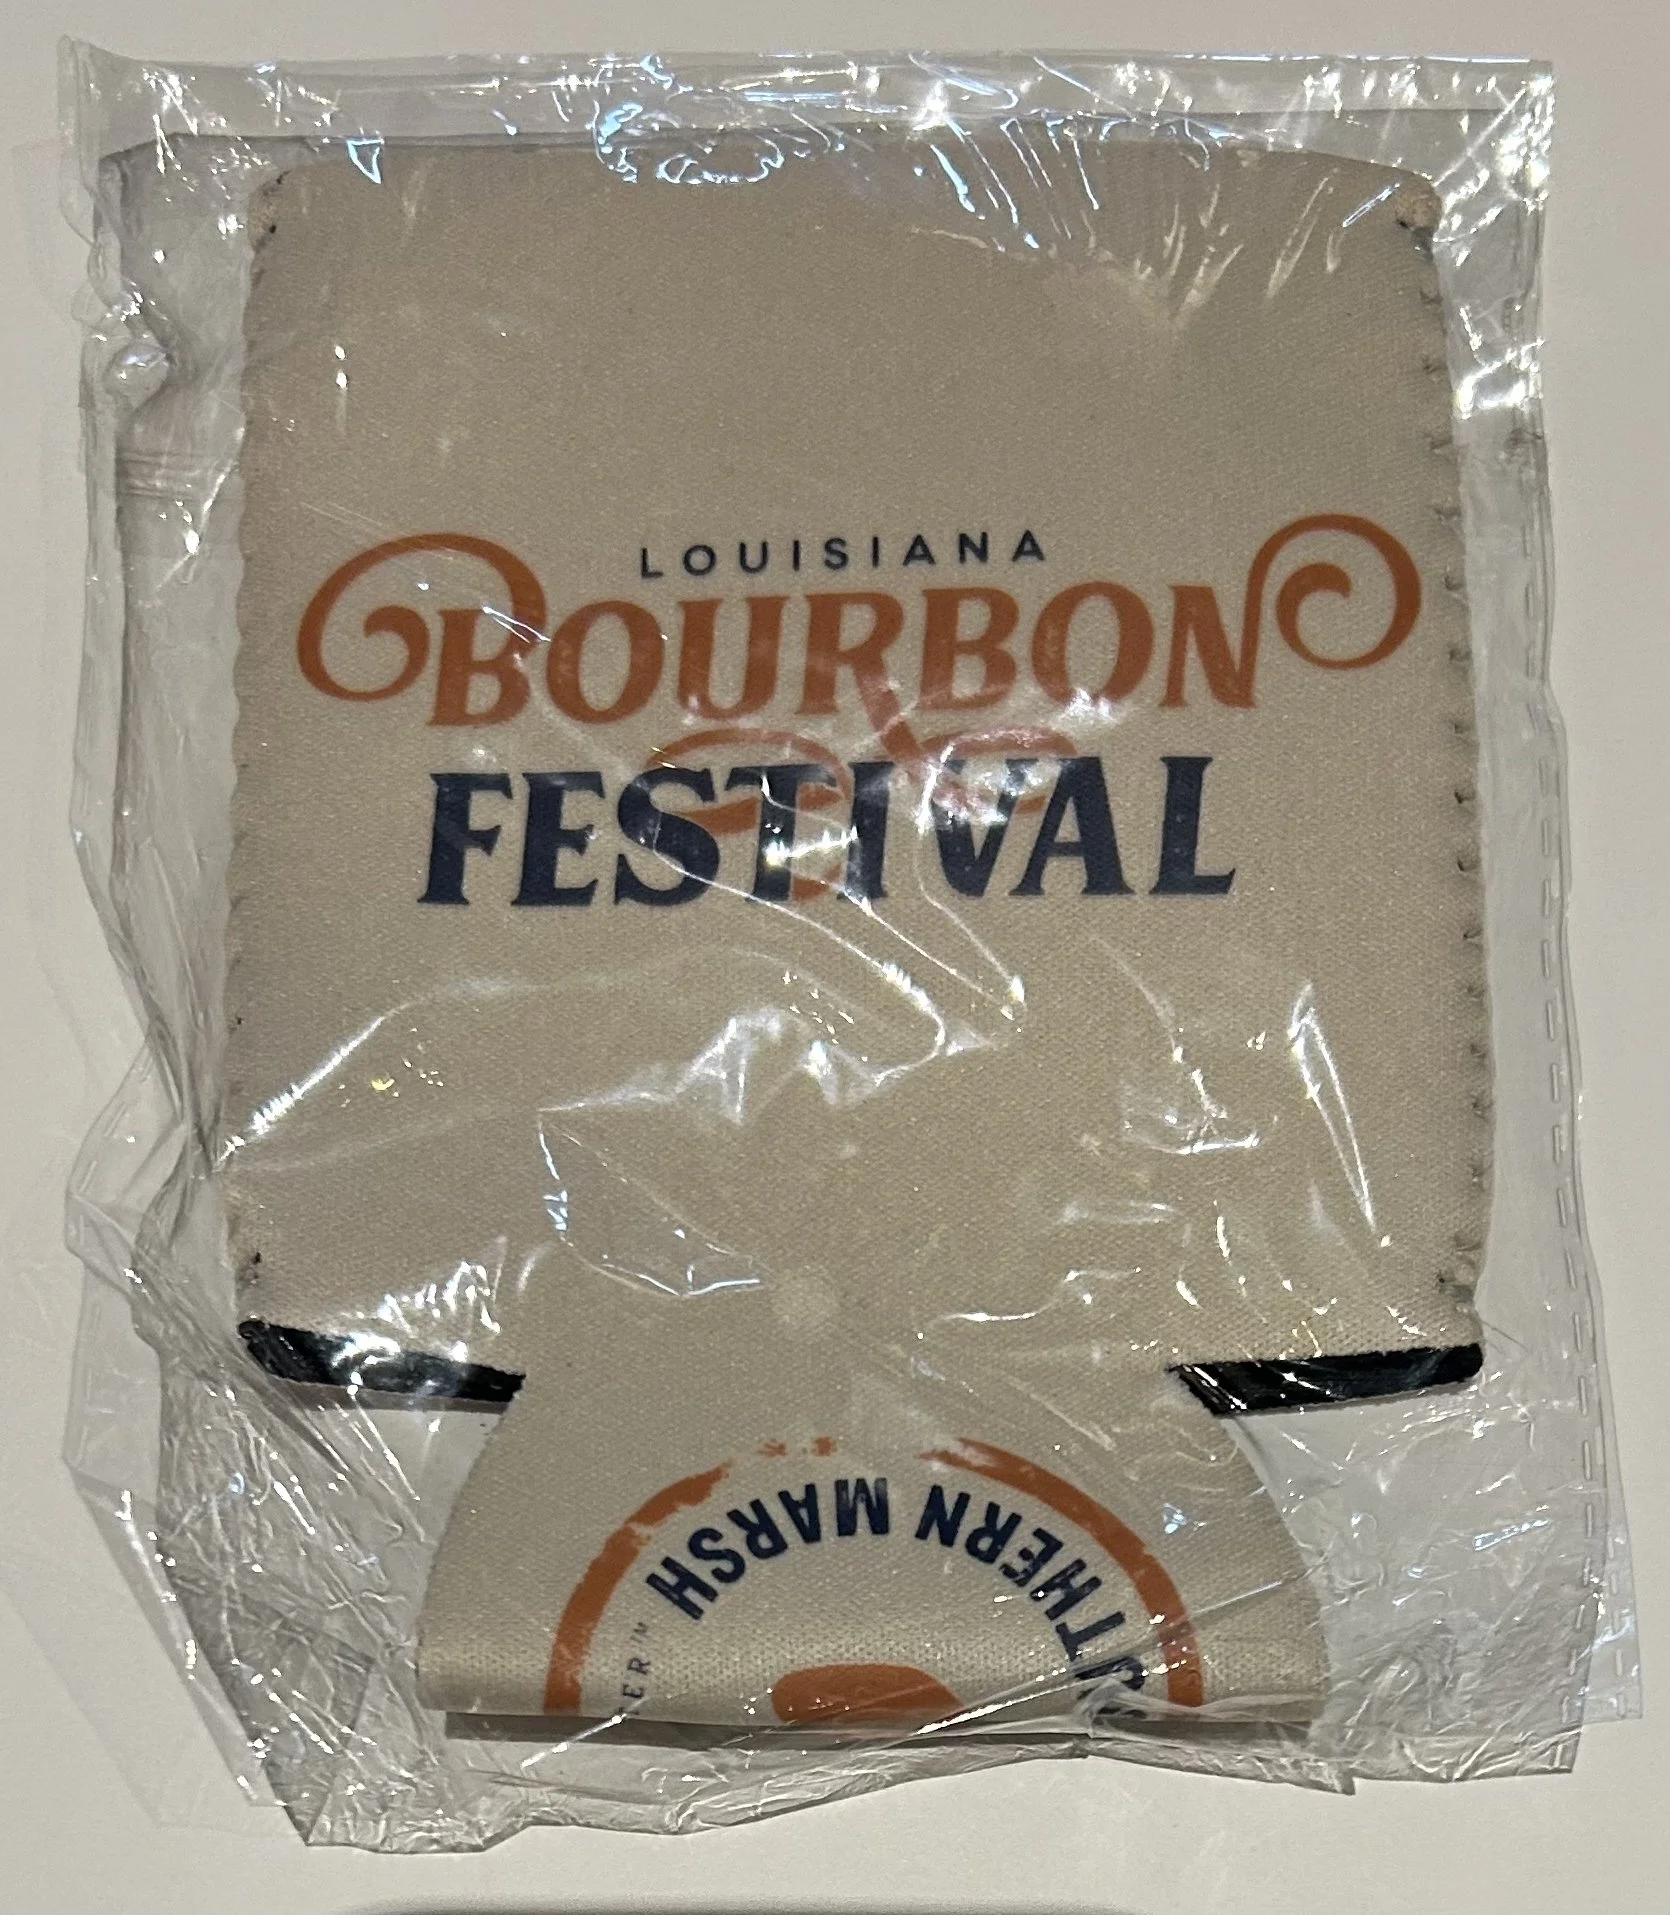 LOUISIANA
BOURBON
FESTIVAL
THERN MARSH